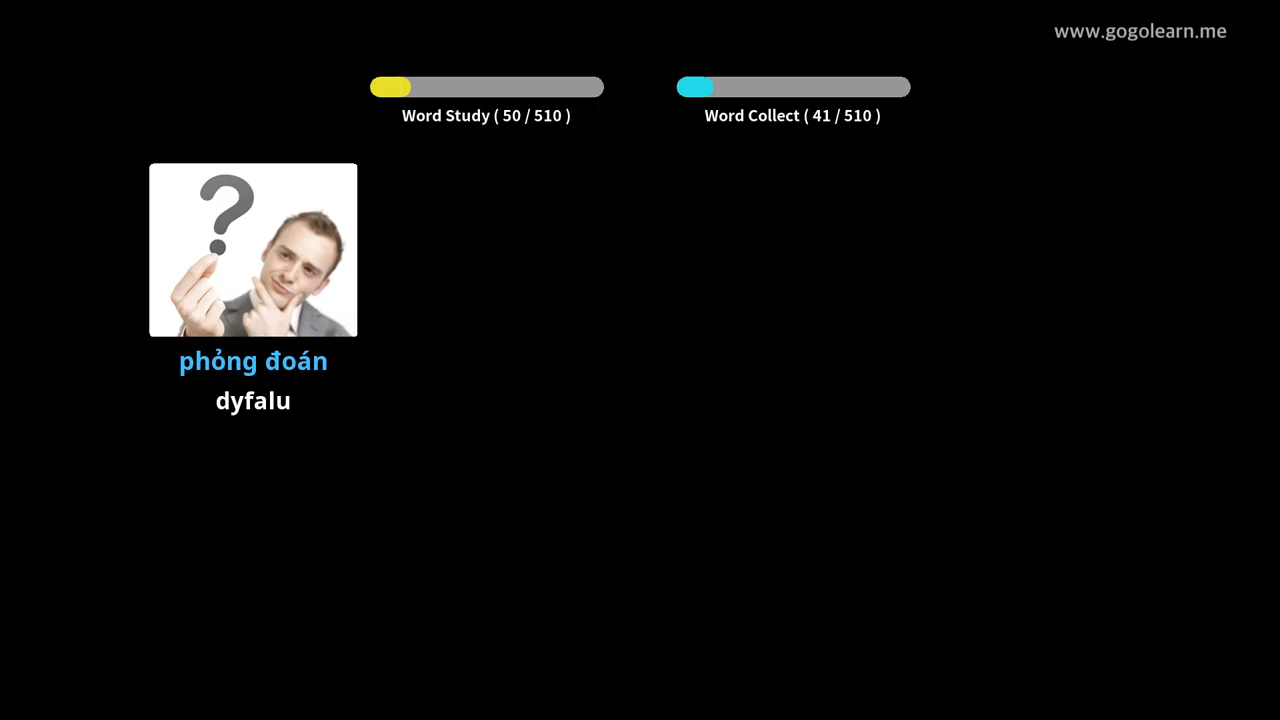 www.gogolearn.me
Word Study ( 50 / 510 )
Word Collect ( 41 / 510 )
phỏng đoán
dyfalu